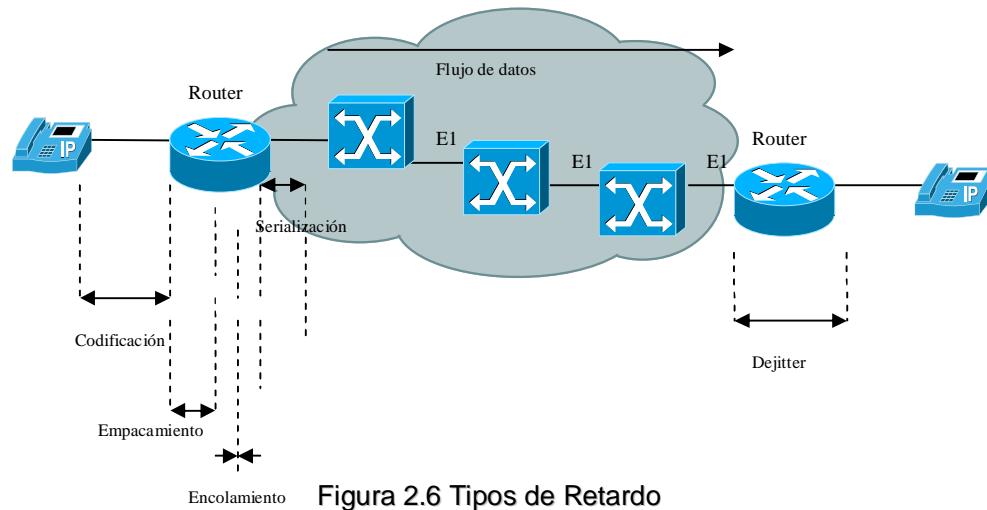 Flujo de datos
Router
IP
E1
E1
E1
Router
IP
Serialización
Codificación
Dejitter
Empacamiento
Encolamiento
Figura 2.6 Tipos de Retardo